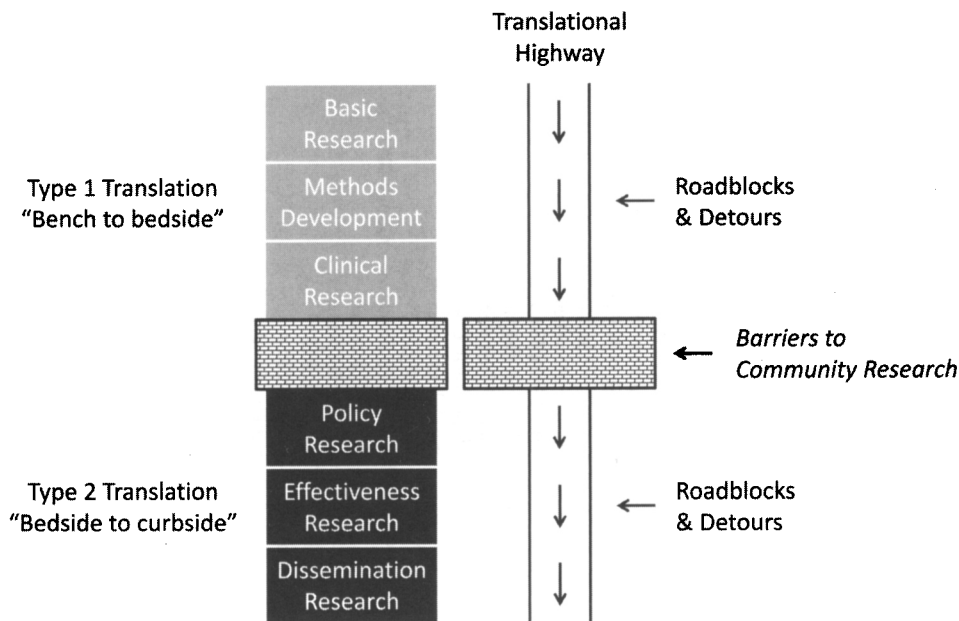 Translational
Highway
Basic
Research
Type 1 Translation
“Bench to bedside”
Methods
Development
Roadblocks
& Detours
Clinical
Research
Barriers to
Community Research
Policy
Research
Type 2 Translation
“Bedside to curbside”
Effectiveness
Research
Roadblocks
& Detours
Dissemination
Research